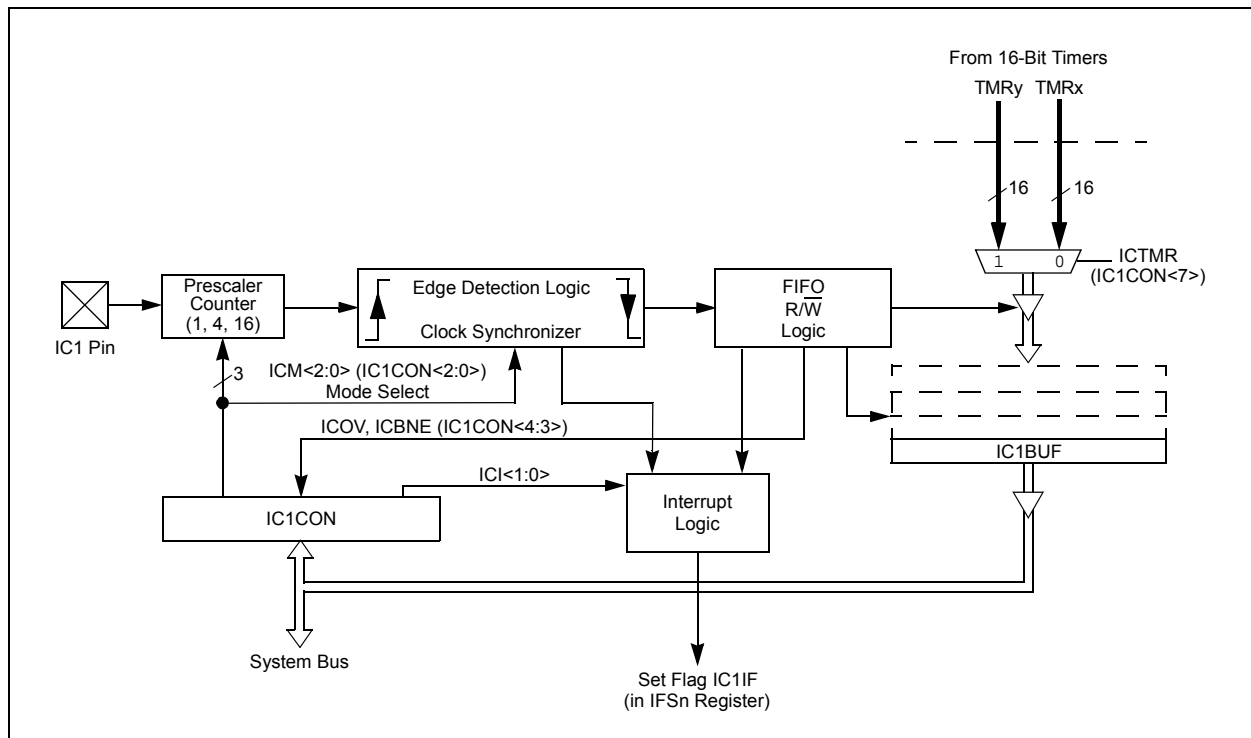 From 16-Bit Timers
TMRy TMRx
16 16
1 0
ICTMR
(IC1CON<7>)
IC1 Pin
Prescaler
Counter
(1, 4, 16)
Edge Detection Logic
Clock Synchronizer
FIFO
R/W̅
Logic
3
ICM<2:0> (IC1CON<2:0>)
Mode Select
ICOV, ICBNE (IC1CON<4:3>)
IC1BUF
ICI<1:0>
IC1CON
Interrupt
Logic
System Bus
Set Flag IC1IF
(in IFSn Register)